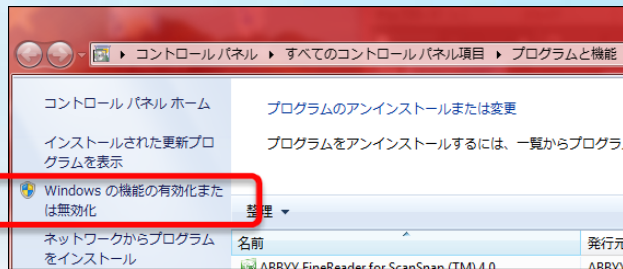 コントロール パネル ▸ すべてのコントロール パネル項目 ▸ プログラムと機能
コントロール パネル ホーム
インストールされた更新プロ
グラムを表示
Windows の機能の有効化また
は無効化
ネットワークからプログラム
をインストール
プログラムのアンインストールまたは変更
プログラムをアンインストールするには、一覧からプログラ
整理
名前
発行元
ABBYY FineReader for ScanSnap (TM) 4.0
ABBYY